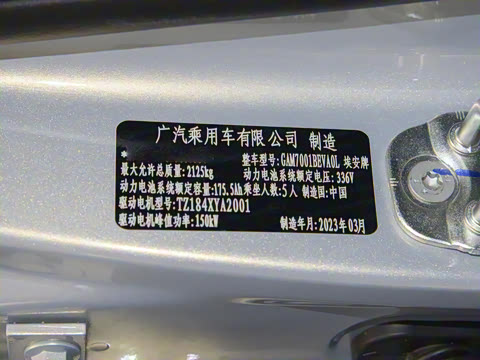 广汽乘用车有限公司 制造
* 整车型号:GAM7001BEVA0L 埃安牌
最大允许总质量:2125kg 动力电池系统额定电压:336V
动力电池系统额定容量:175.5Ah 乘坐人数:5人 制造国:中国
驱动电机型号:TZ184XYA2001
驱动电机峰值功率:150kW 制造年月:2023年03月